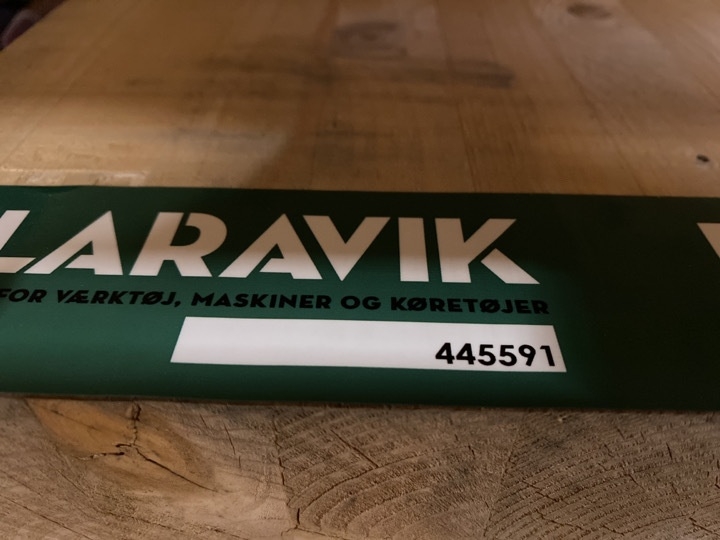 LARAVIK
FOR VÆRKTØJ, MASKINER OG KØRETØJER
445591